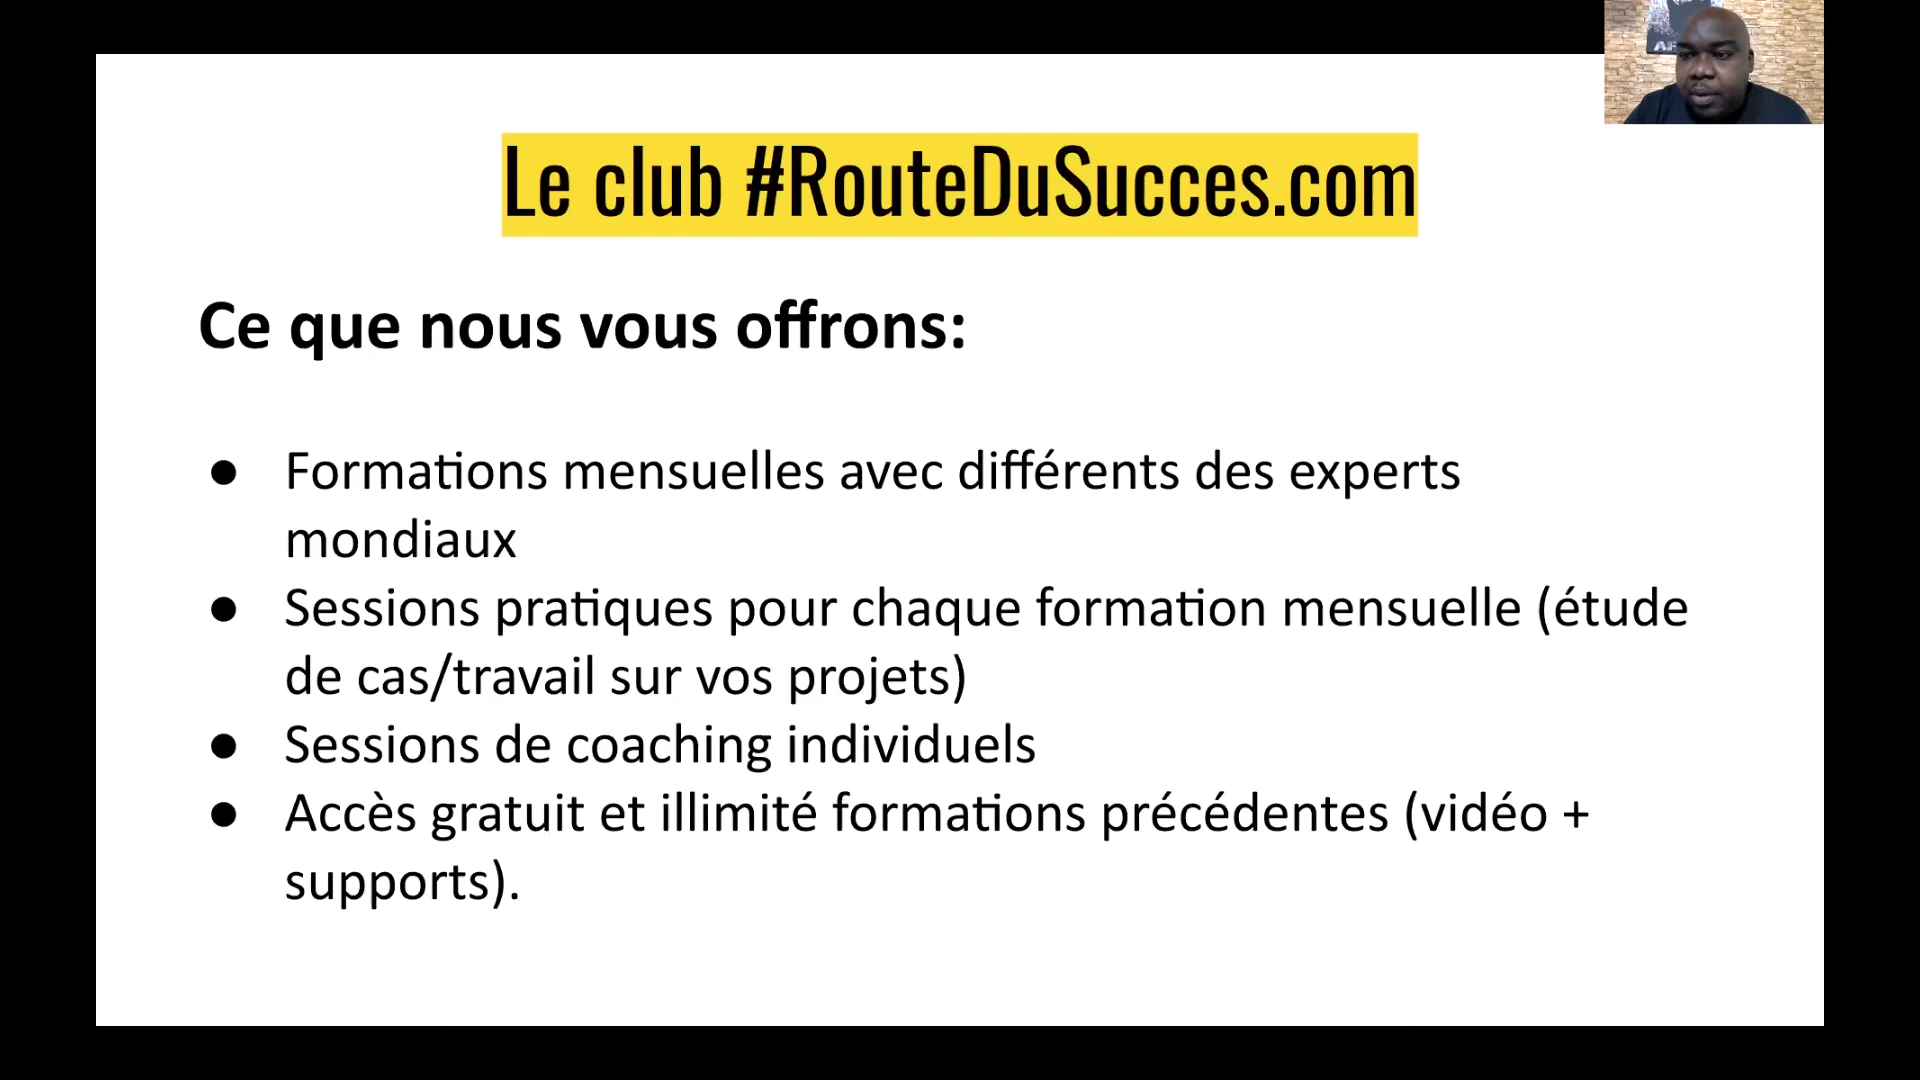 Le club #RouteDuSucces.com
Ce que nous vous offrons:
● Formations mensuelles avec différents des experts
mondiaux
● Sessions pratiques pour chaque formation mensuelle (étude
de cas/travail sur vos projets)
● Sessions de coaching individuels
● Accès gratuit et illimité formations précédentes (vidéo +
supports).